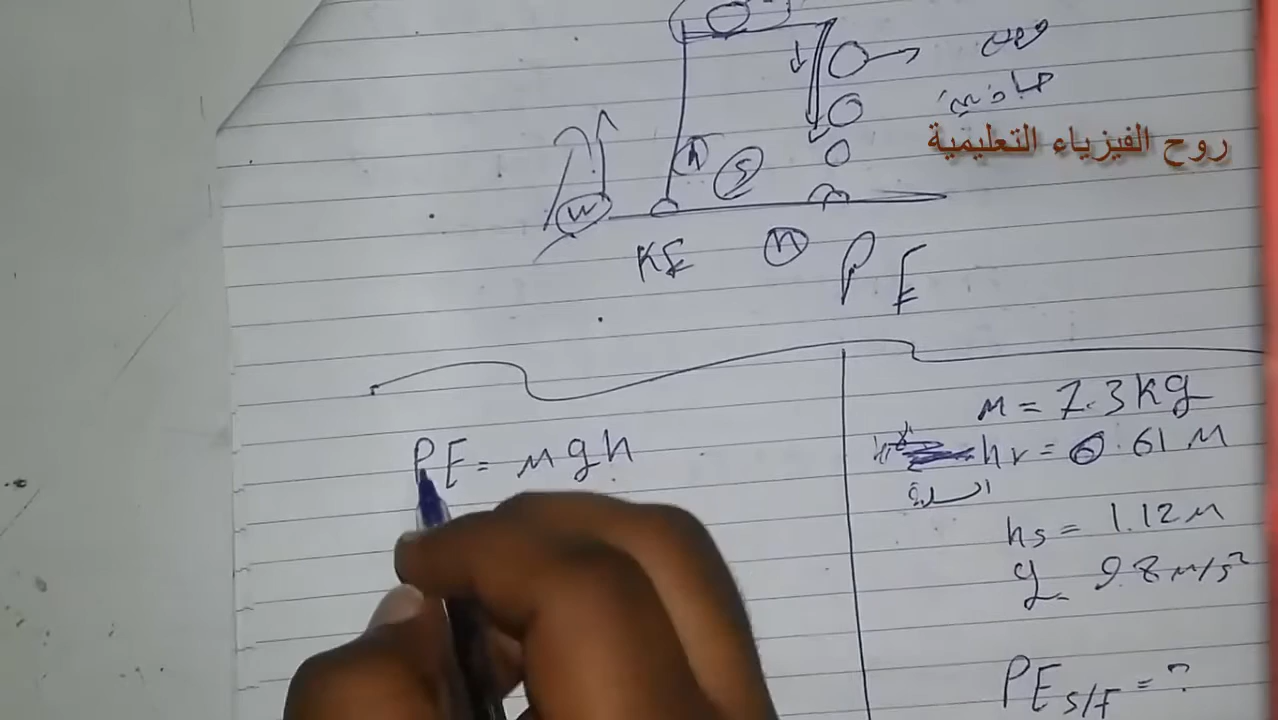 جاذبية
روح الفيزياء التعليمية
h
S
W
KE
n
PE
m = 7.3 kg
hr = 0.61 m
hs = 1.12 m
g = 9.8 m/s²
PE s/f = ?
PE = mgh